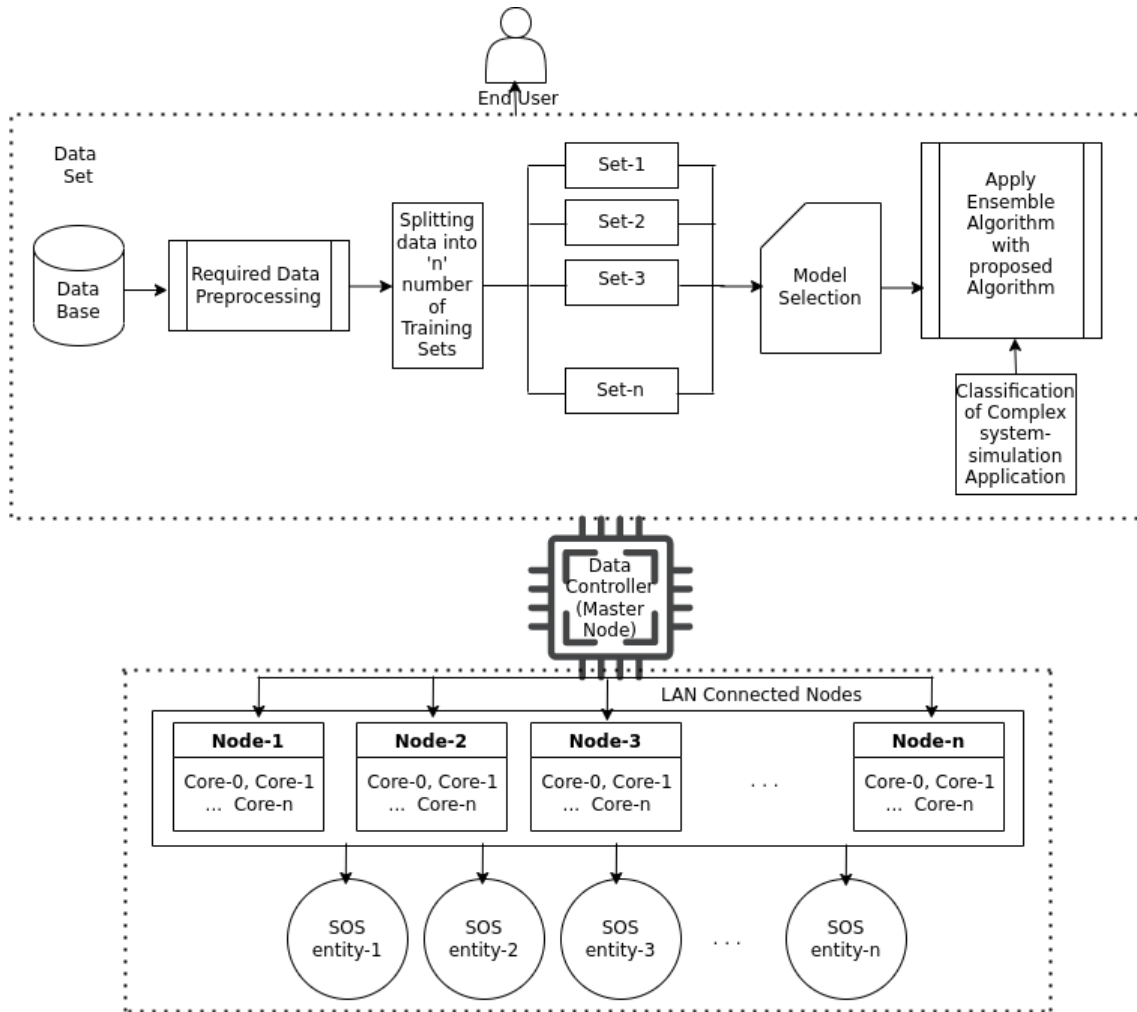 End User
Data
Set
Data
Base
Required Data
Preprocessing
Splitting
data into
'n'
number
of
Training
Sets
Set-1
Set-2
Set-3
Set-n
Model
Selection
Apply
Ensemble
Algorithm
with
proposed
Algorithm
Classification
of Complex
system-
simulation
Application
Data
Controller
(Master
Node)
LAN Connected Nodes
Node-1
Core-0, Core-1
... Core-n
Node-2
Core-0, Core-1
... Core-n
Node-3
Core-0, Core-1
... Core-n
. . .
Node-n
Core-0, Core-1
... Core-n
SOS
entity-1
SOS
entity-2
SOS
entity-3
. . .
SOS
entity-n